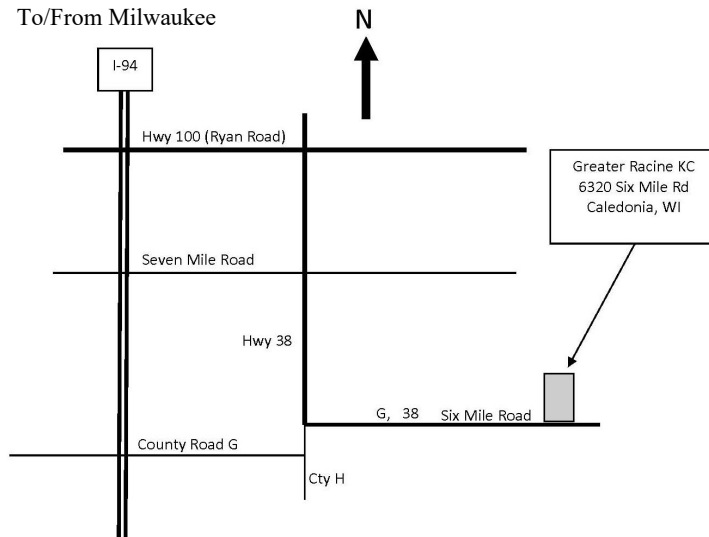 To/From Milwaukee
N
I-94
Hwy 100 (Ryan Road)
Greater Racine KC
6320 Six Mile Rd
Caledonia, WI
Seven Mile Road
Hwy 38
G, 38 Six Mile Road
County Road G
Cty H